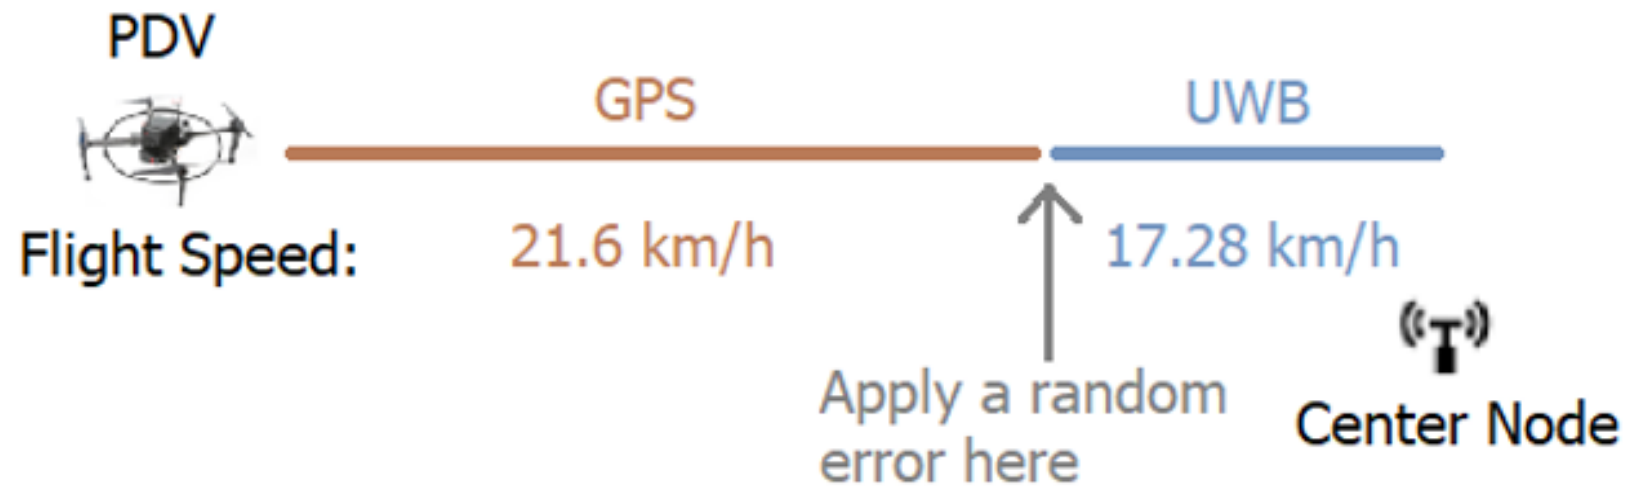 PDV
GPS
UWB
Flight Speed:
21.6 km/h
17.28 km/h
Apply a random
error here
Center Node